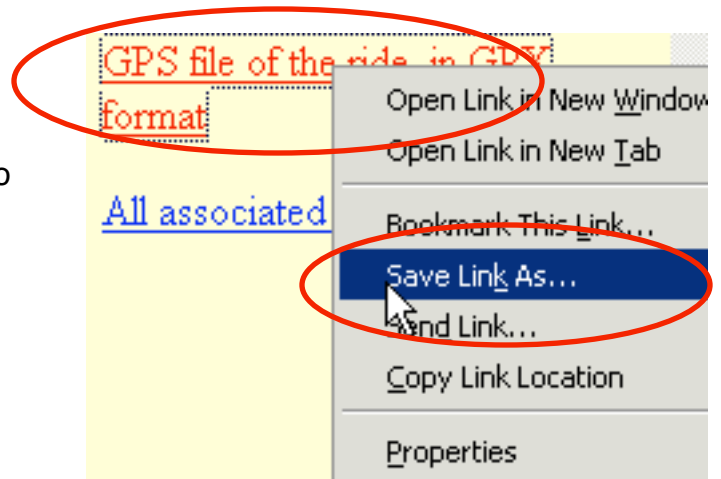 GPS file of the ride, in GPX
format
o
All associated
Open Link in New Window
Open Link in New Tab
Bookmark This Link...
Save Link As...
Send Link...
Copy Link Location
Properties